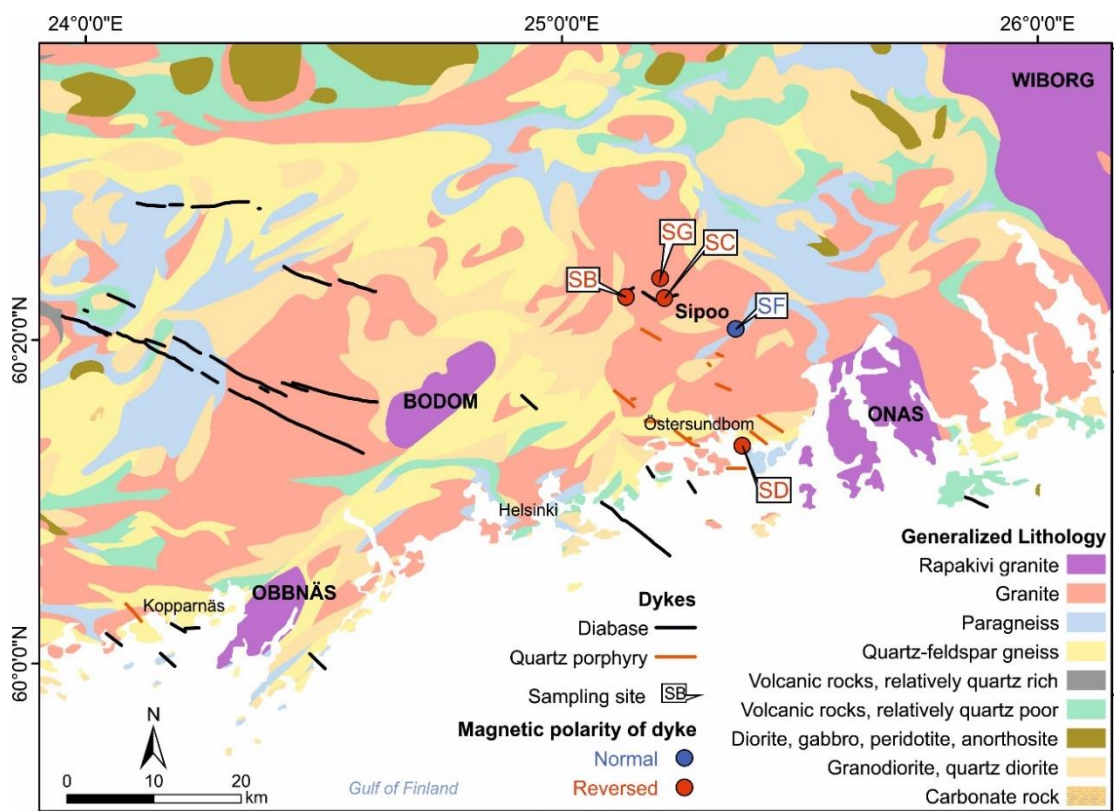 24°0'0"E 25°0'0"E 26°0'0"E
WIBORG
SG SC
SB
Sipoo SF
60°20'0"N
BODOM
ONAS
Östersundbom
SD
Helsinki
Generalized Lithology
Rapakivi granite
Granite
Paragneiss
Quartz-feldspar gneiss
Volcanic rocks, relatively quartz rich
Volcanic rocks, relatively quartz poor
Diorite, gabbro, peridotite, anorthosite
Granodiorite, quartz diorite
Carbonate rock
OBBNÄS
Kopparnäs
60°0'0"N
Dykes
Diabase
Quartz porphyry
Sampling site SB
Magnetic polarity of dyke
Normal
Reversed
N
0 10 20
km
Gulf of Finland